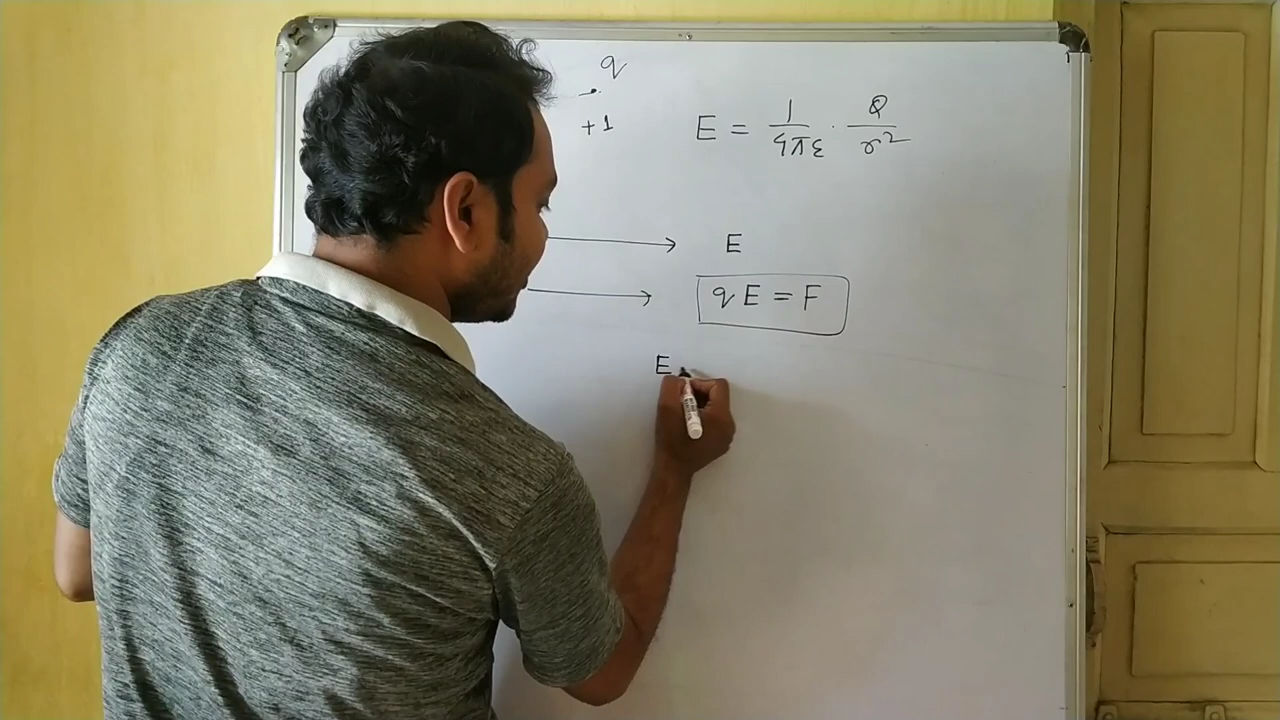 q
+1
E = 1/4πε · Q/r²
E
qE = F
E